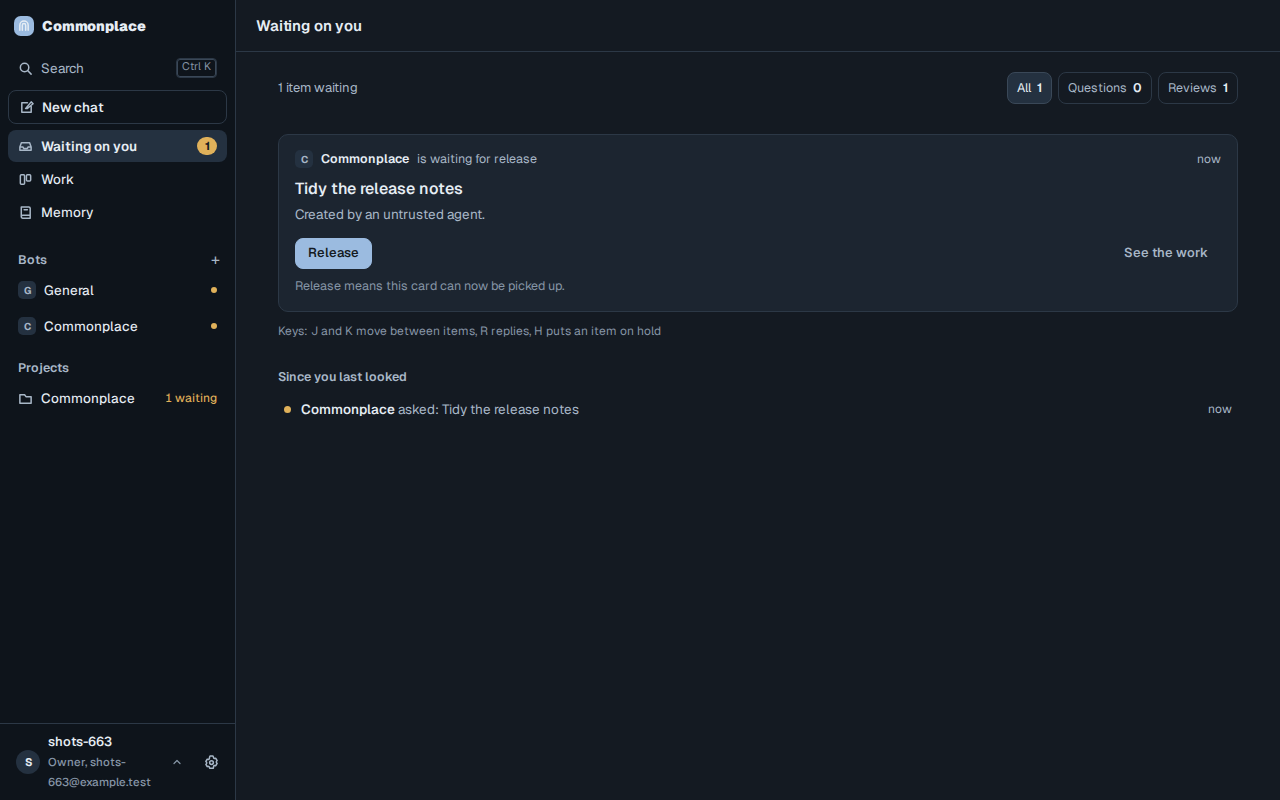 Commonplace
Search Ctrl K
New chat
Waiting on you 1
Work
Memory
Bots +
G General
C Commonplace
Projects
Commonplace 1 waiting
S shots-663
Owner, shots-
663@example.test
Waiting on you
1 item waiting
All 1 Questions 0 Reviews 1
C Commonplace is waiting for release now
Tidy the release notes
Created by an untrusted agent.
Release See the work
Release means this card can now be picked up.
Keys: J and K move between items, R replies, H puts an item on hold
Since you last looked
Commonplace asked: Tidy the release notes now